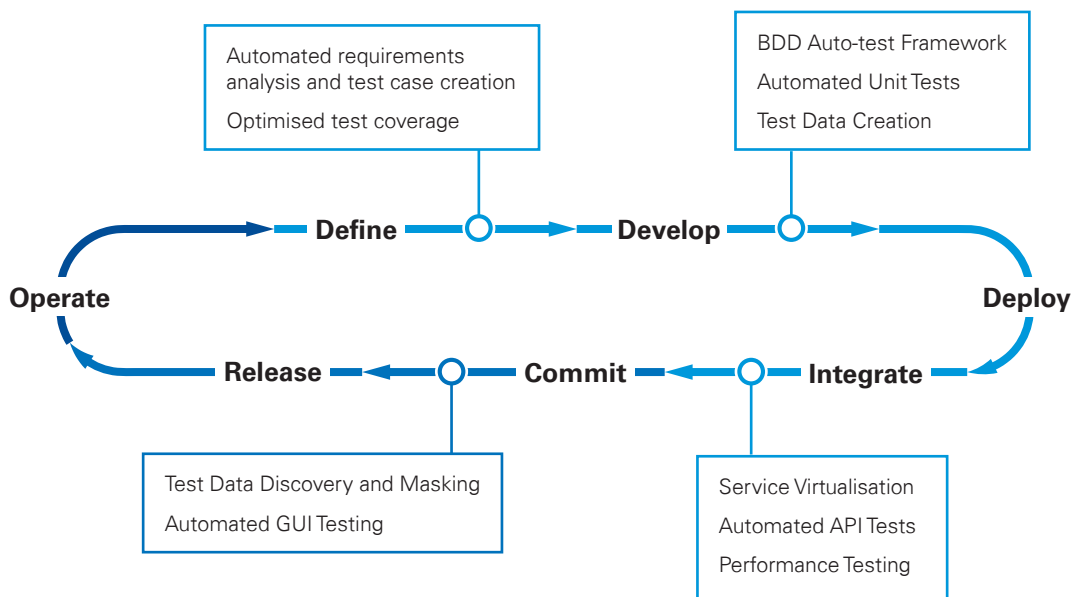 Automated requirements
analysis and test case creation
Optimised test coverage
BDD Auto-test Framework
Automated Unit Tests
Test Data Creation
Define
Develop
Operate
Deploy
Release
Commit
Integrate
Test Data Discovery and Masking
Automated GUI Testing
Service Virtualisation
Automated API Tests
Performance Testing